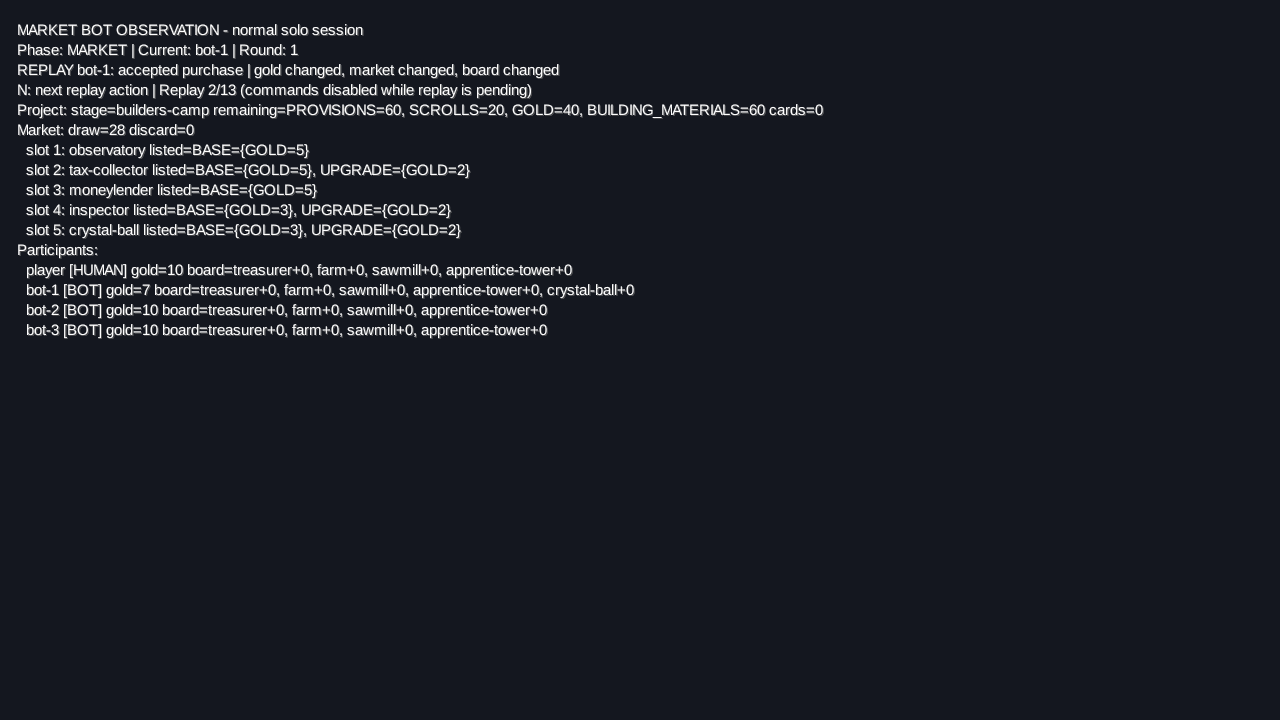 MARKET BOT OBSERVATION - normal solo session
Phase: MARKET | Current: bot-1 | Round: 1
REPLAY bot-1: accepted purchase | gold changed, market changed, board changed
N: next replay action | Replay 2/13 (commands disabled while replay is pending)
Project: stage=builders-camp remaining=PROVISIONS=60, SCROLLS=20, GOLD=40, BUILDING_MATERIALS=60 cards=0
Market: draw=28 discard=0
slot 1: observatory listed=BASE={GOLD=5}
slot 2: tax-collector listed=BASE={GOLD=5}, UPGRADE={GOLD=2}
slot 3: moneylender listed=BASE={GOLD=5}
slot 4: inspector listed=BASE={GOLD=3}, UPGRADE={GOLD=2}
slot 5: crystal-ball listed=BASE={GOLD=3}, UPGRADE={GOLD=2}
Participants:
player [HUMAN] gold=10 board=treasurer+0, farm+0, sawmill+0, apprentice-tower+0
bot-1 [BOT] gold=7 board=treasurer+0, farm+0, sawmill+0, apprentice-tower+0, crystal-ball+0
bot-2 [BOT] gold=10 board=treasurer+0, farm+0, sawmill+0, apprentice-tower+0
bot-3 [BOT] gold=10 board=treasurer+0, farm+0, sawmill+0, apprentice-tower+0